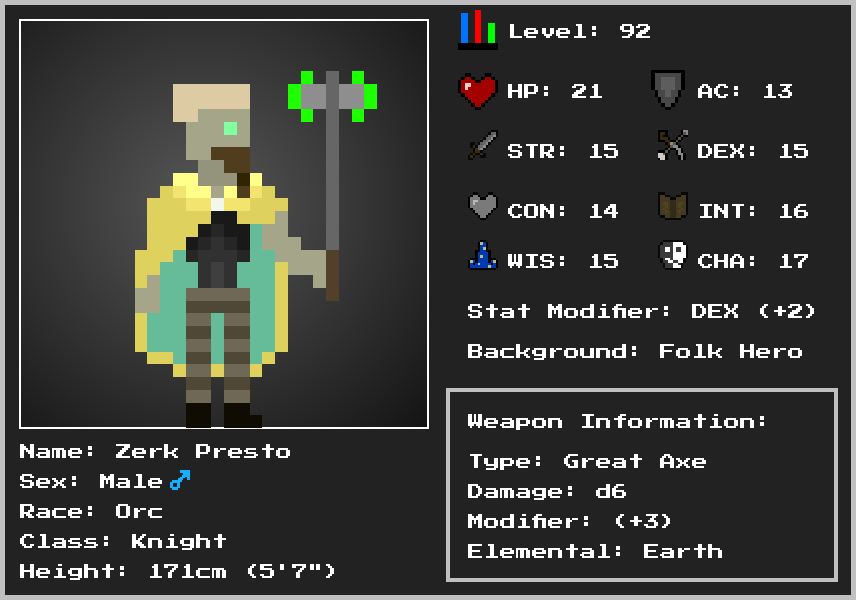 Level: 92
HP: 21
AC: 13
STR: 15
DEX: 15
CON: 14
INT: 16
WIS: 15
CHA: 17
Stat Modifier: DEX (+2)
Background: Folk Hero
Name: Zerk Presto
Sex: Male♂
Race: Orc
Class: Knight
Height: 171cm (5'7")
Weapon Information:
Type: Great Axe
Damage: d6
Modifier: (+3)
Elemental: Earth